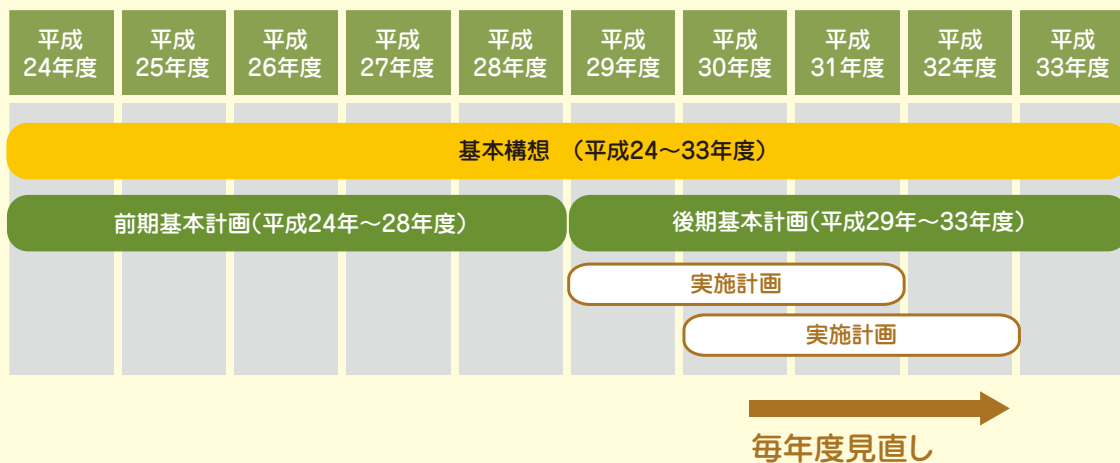 平成
24年度
平成
25年度
平成
26年度
平成
27年度
平成
28年度
平成
29年度
平成
30年度
平成
31年度
平成
32年度
平成
33年度
基本構想　（平成24～33年度）
前期基本計画(平成24年～28年度)
後期基本計画(平成29年～33年度)
実施計画
実施計画
毎年度見直し